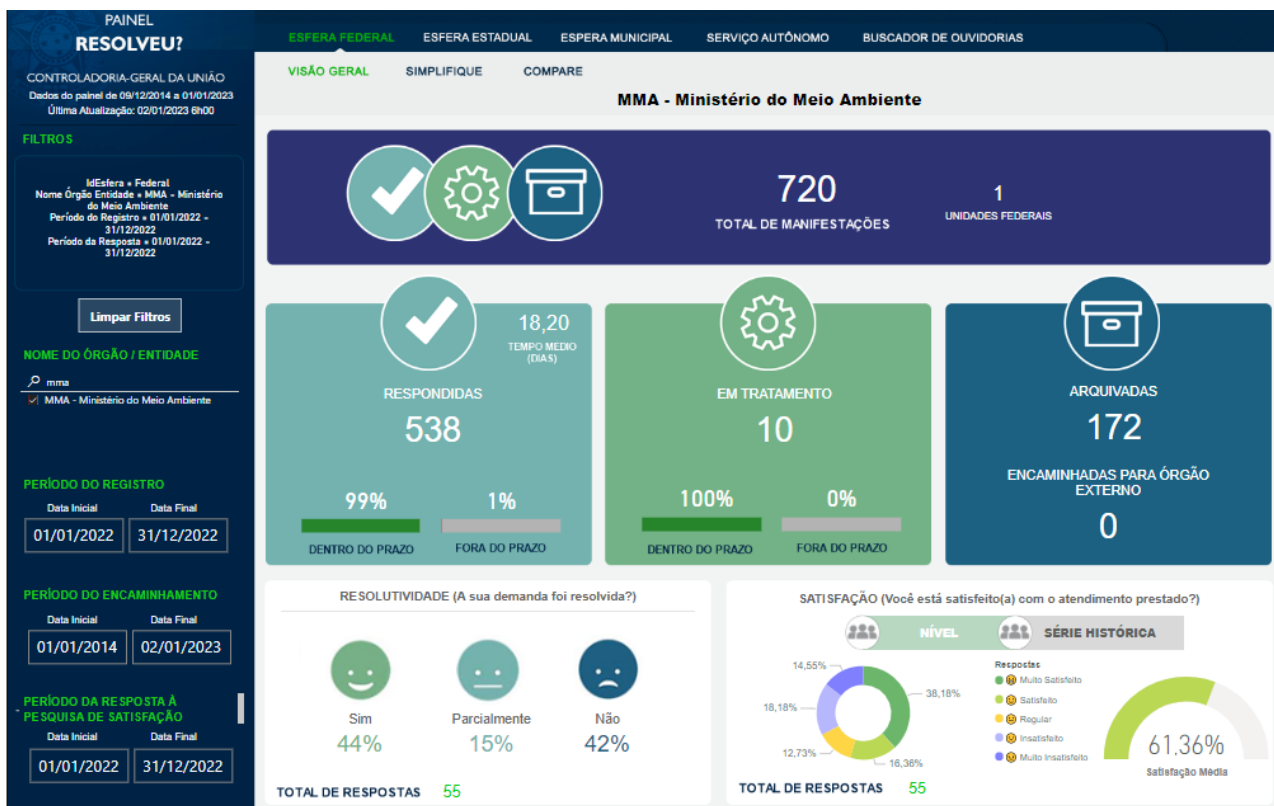 PAINEL
RESOLVEU?
CONTROLADORIA-GERAL DA UNIÃO
Dados do painel de 09/12/2014 a 01/01/2023
Última Atualização: 02/01/2023 6h00
FILTROS
IdEsfera » Federal
Nome Órgão Entidade » MMA - Ministério
do Meio Ambiente
Período do Registro » 01/01/2022 -
31/12/2022
Período da Resposta » 01/01/2022 -
31/12/2022
Limpar Filtros
NOME DO ÓRGÃO / ENTIDADE
mma
MMA - Ministério do Meio Ambiente
PERÍODO DO REGISTRO
Data Inicial Data Final
01/01/2022 31/12/2022
PERÍODO DO ENCAMINHAMENTO
Data Inicial Data Final
01/01/2014 02/01/2023
PERÍODO DA RESPOSTA À
PESQUISA DE SATISFAÇÃO
Data Inicial Data Final
01/01/2022 31/12/2022
ESFERA FEDERAL ESFERA ESTADUAL ESPERA MUNICIPAL SERVIÇO AUTÔNOMO BUSCADOR DE OUVIDORIAS
VISÃO GERAL SIMPLIFIQUE COMPARE
MMA - Ministério do Meio Ambiente
720
TOTAL DE MANIFESTAÇÕES
1
UNIDADES FEDERAIS
18,20
TEMPO MEDIO
(DIAS)
RESPONDIDAS
538
99% 1%
DENTRO DO PRAZO FORA DO PRAZO
EM TRATAMENTO
10
100% 0%
DENTRO DO PRAZO FORA DO PRAZO
ARQUIVADAS
172
ENCAMINHADAS PARA ÓRGÃO
EXTERNO
0
RESOLUTIVIDADE (A sua demanda foi resolvida?)
Sim Parcialmente Não
44% 15% 42%
TOTAL DE RESPOSTAS 55
SATISFAÇÃO (Você está satisfeito(a) com o atendimento prestado?)
NÍVEL SÉRIE HISTÓRICA
14,55%
38,18%
18,18%
12,73%
16,36%
Respostas
Muito Satisfeito
Satisfeito
Regular
Insatisfeito
Muito Insatisfeito
61,36%
Satisfação Média
TOTAL DE RESPOSTAS 55